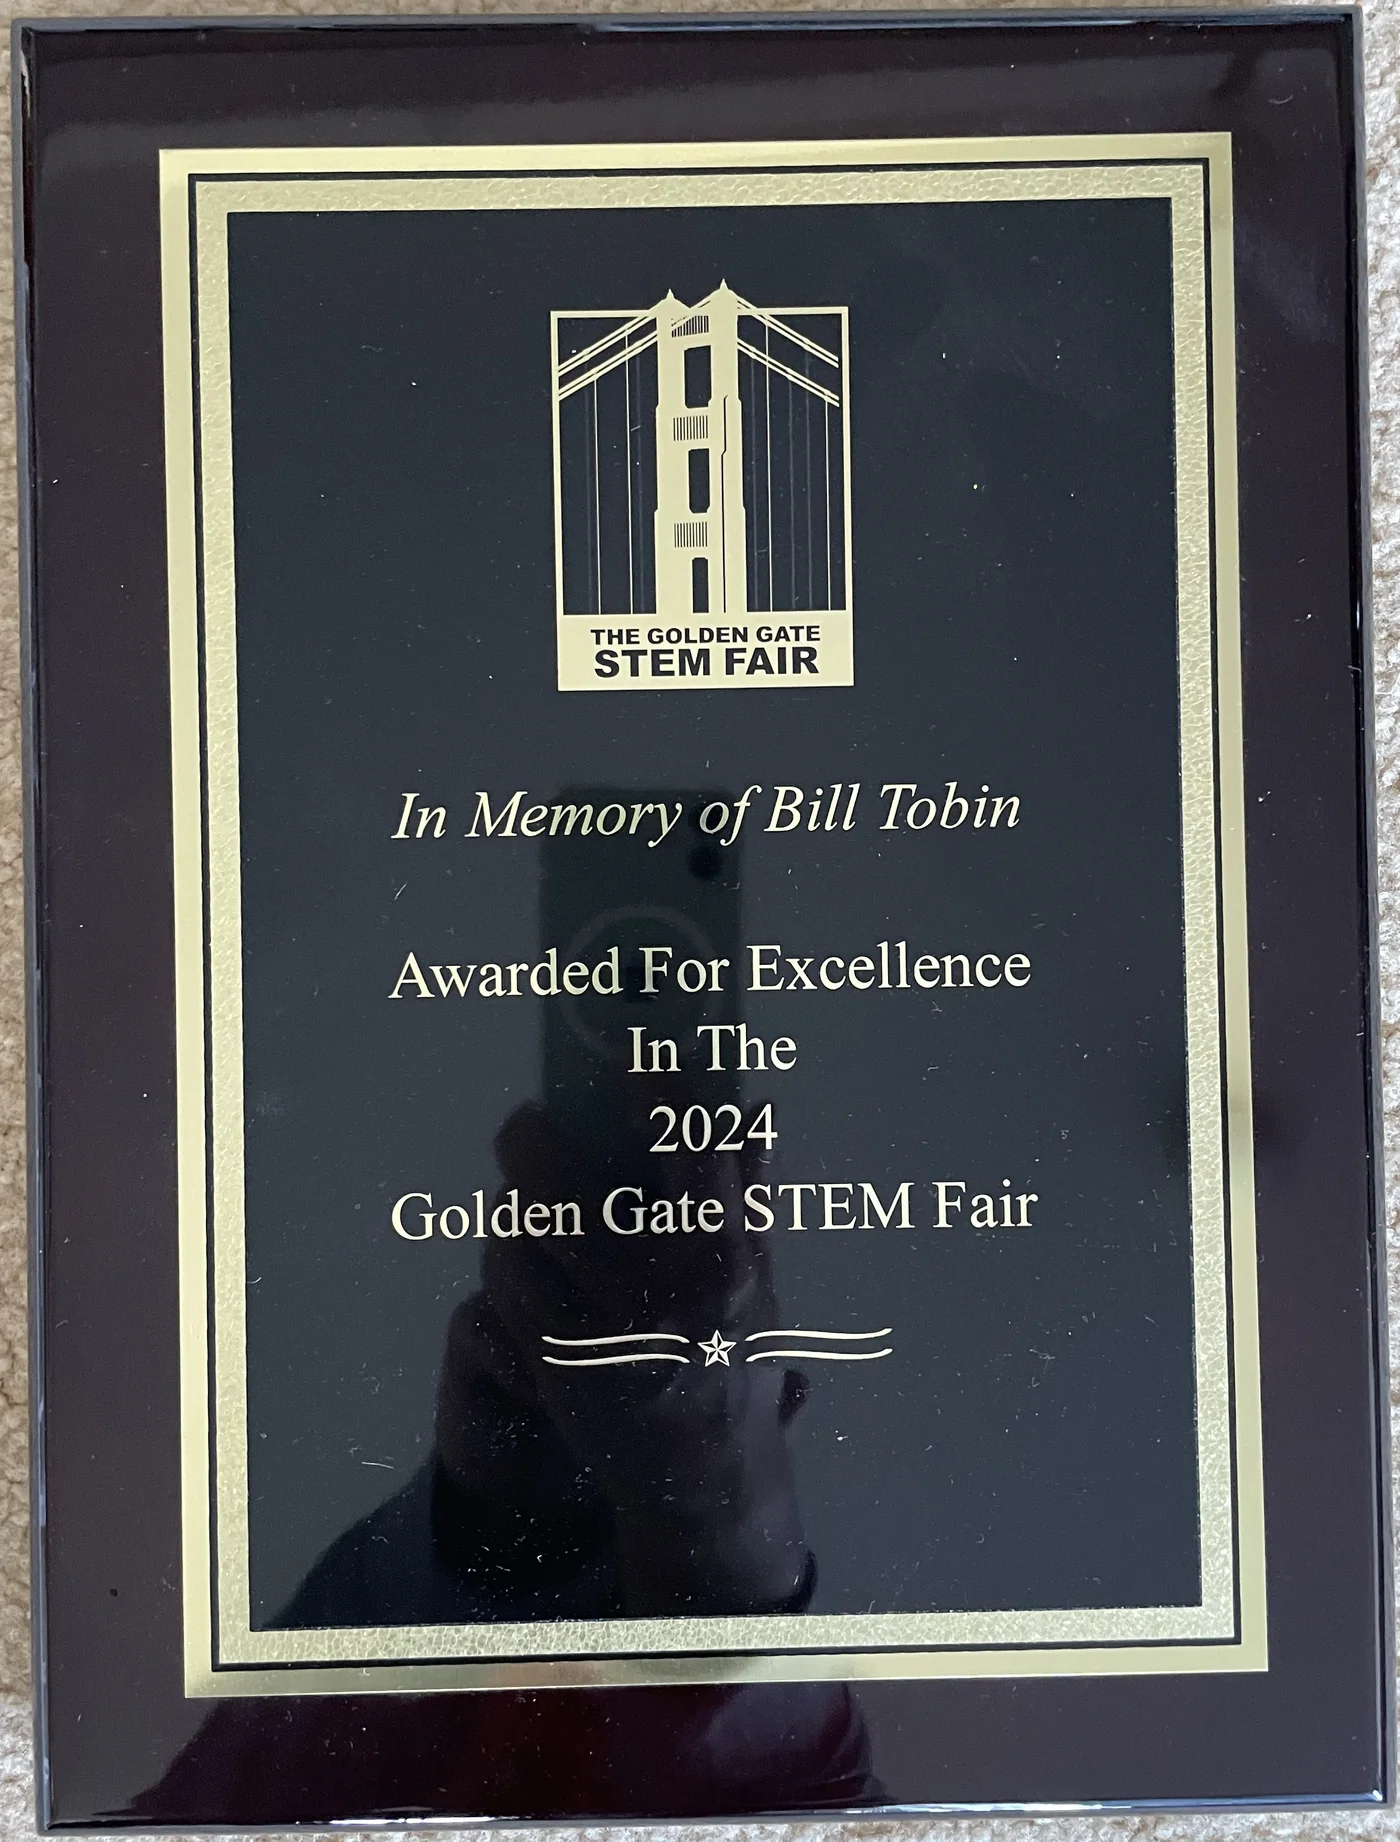 THE GOLDEN GATE
STEM FAIR
In Memory of Bill Tobin
Awarded For Excellence
In The
2024
Golden Gate STEM Fair